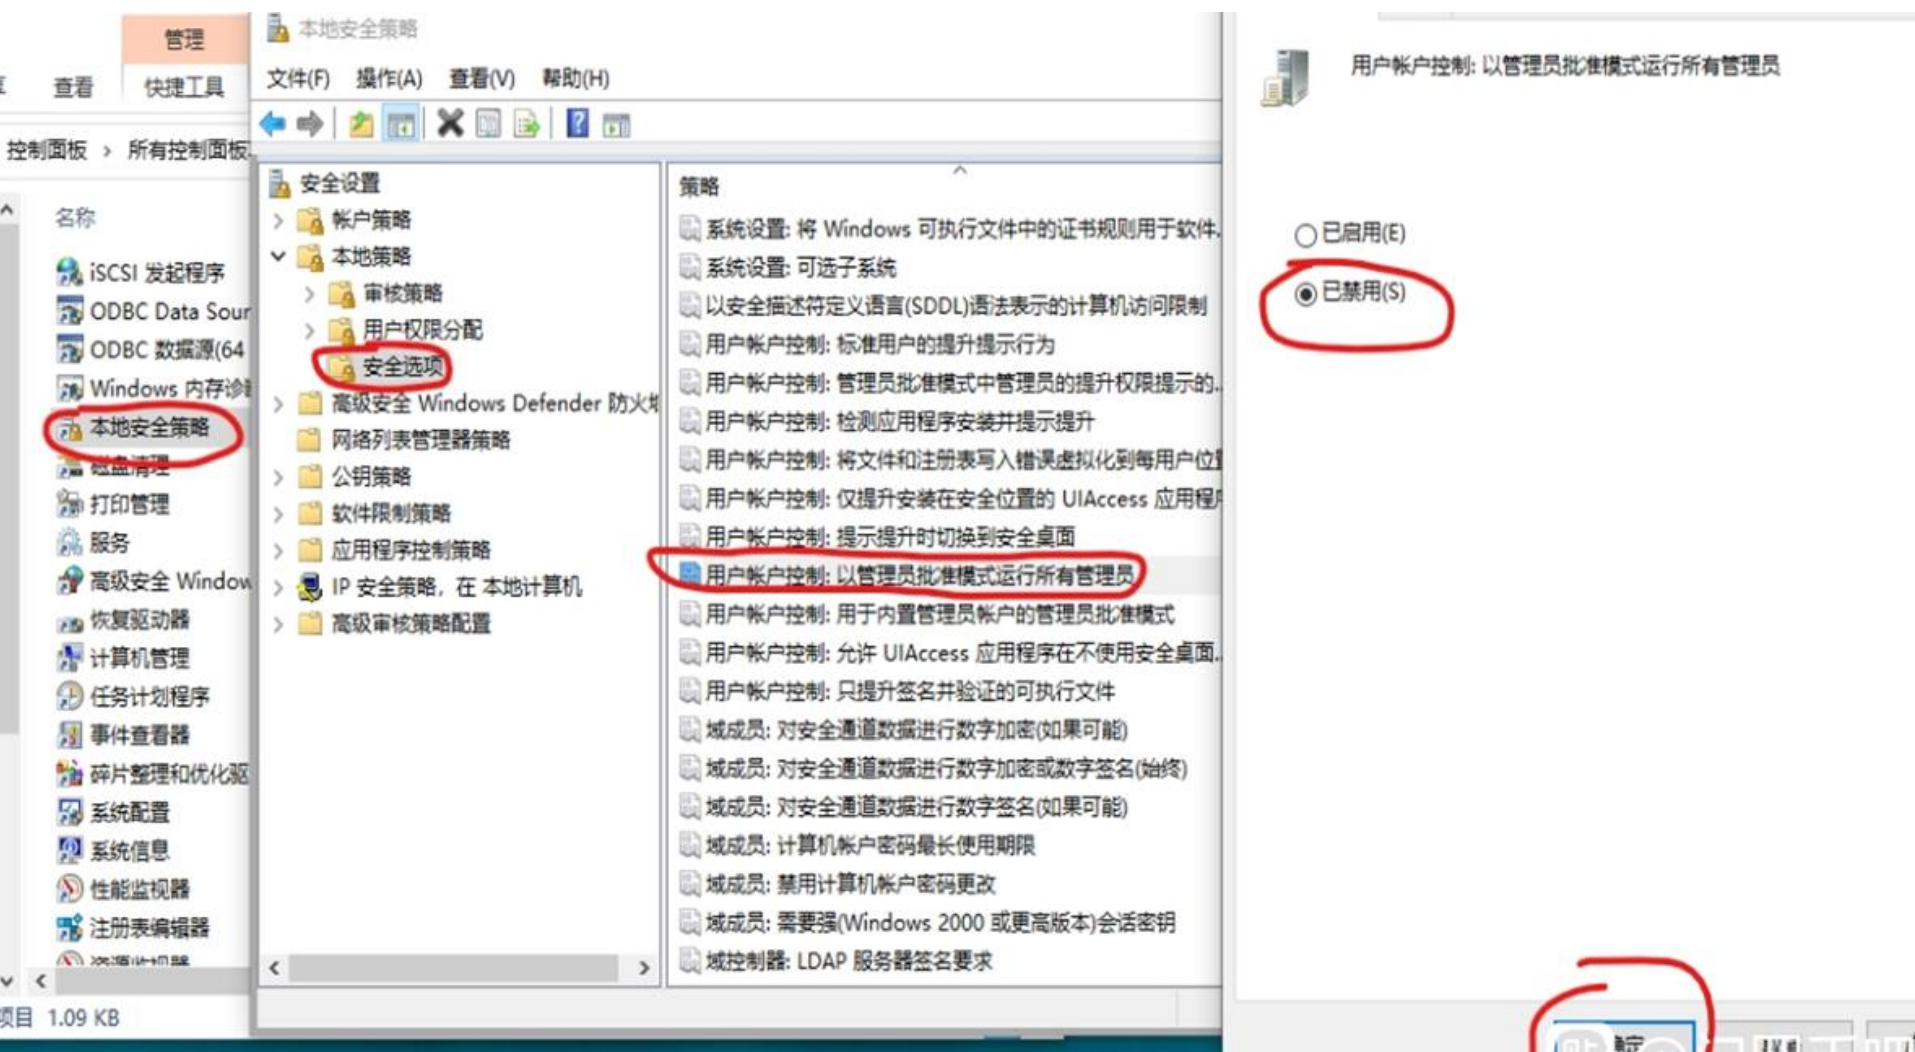 管理
查看
快捷工具
控制面板 › 所有控制面板
名称
iSCSI 发起程序
ODBC Data Sour
ODBC 数据源(64
Windows 内存诊
本地安全策略
磁盘清理
打印管理
服务
高级安全 Window
恢复驱动器
计算机管理
任务计划程序
事件查看器
碎片整理和优化驱
系统配置
系统信息
性能监视器
注册表编辑器
资源监视器
项目 1.09 KB
本地安全策略
文件(F) 操作(A) 查看(V) 帮助(H)
安全设置
帐户策略
本地策略
审核策略
用户权限分配
安全选项
高级安全 Windows Defender 防火墙
网络列表管理器策略
公钥策略
软件限制策略
应用程序控制策略
IP 安全策略，在 本地计算机
高级审核策略配置
策略
系统设置: 将 Windows 可执行文件中的证书规则用于软件.
系统设置: 可选子系统
以安全描述符定义语言(SDDL)语法表示的计算机访问限制
用户帐户控制: 标准用户的提升提示行为
用户帐户控制: 管理员批准模式中管理员的提升权限提示的..
用户帐户控制: 检测应用程序安装并提示提升
用户帐户控制: 将文件和注册表写入错误虚拟化到每用户位置
用户帐户控制: 仅提升安装在安全位置的 UIAccess 应用程序
用户帐户控制: 提示提升时切换到安全桌面
用户帐户控制: 以管理员批准模式运行所有管理员
用户帐户控制: 用于内置管理员帐户的管理员批准模式
用户帐户控制: 允许 UIAccess 应用程序在不使用安全桌面..
用户帐户控制: 只提升签名并验证的可执行文件
域成员: 对安全通道数据进行数字加密(如果可能)
域成员: 对安全通道数据进行数字加密或数字签名(始终)
域成员: 对安全通道数据进行数字签名(如果可能)
域成员: 计算机帐户密码最长使用期限
域成员: 禁用计算机帐户密码更改
域成员: 需要强(Windows 2000 或更高版本)会话密钥
域控制器: LDAP 服务器签名要求
用户帐户控制: 以管理员批准模式运行所有管理员
已启用(E)
已禁用(S)
确定